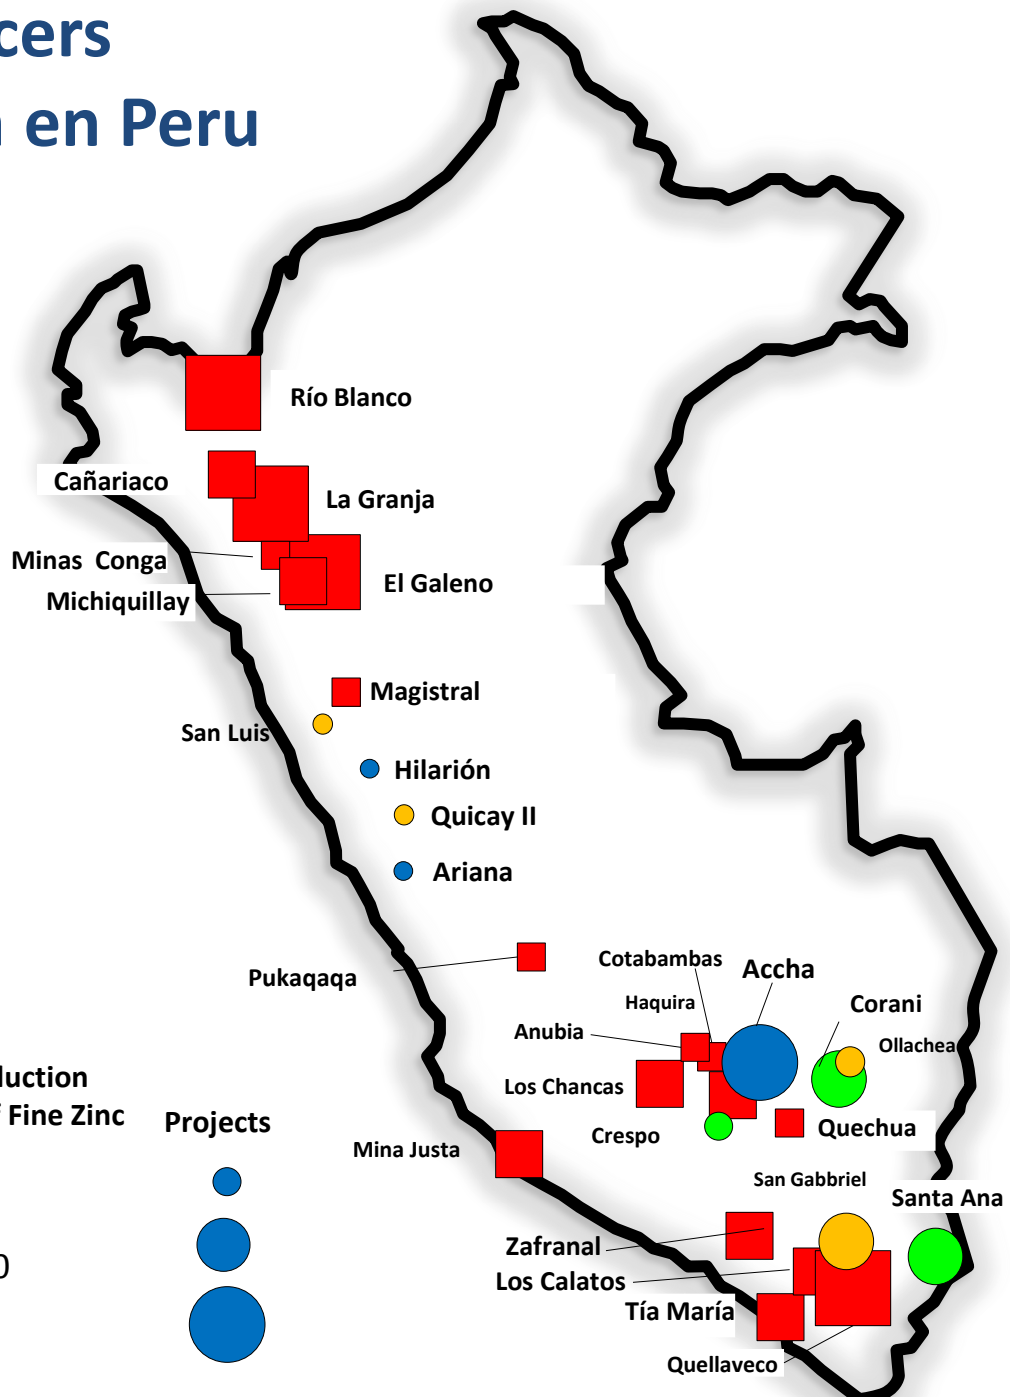 cers
en Peru
Río Blanco
Cañariaco
La Granja
Minas Conga
El Galeno
Michiquillay
Magistral
San Luis
Hilarión
Quicay II
Ariana
Cotabambas
Accha
Pukaqaqa
Haquira
Corani
Anubia
Ollachea
Los Chancas
duction
Fine Zinc
Projects
Crespo
Quechua
Mina Justa
San Gabbriel
Santa Ana
Zafranal
Los Calatos
0
Tía María
Quellaveco